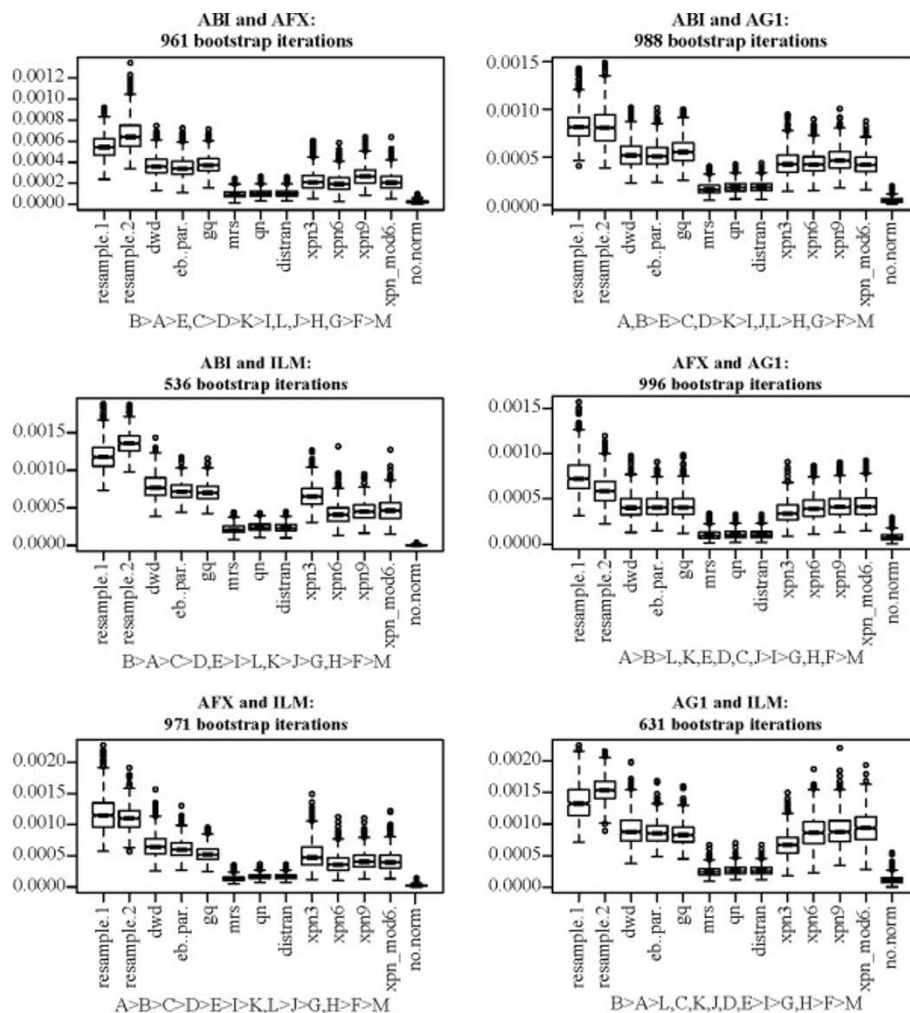 ABI and AFX:
961 bootstrap iterations
0.0012
0.0010
0.0008
0.0006
0.0004
0.0002
0.0000
resample.1
resample.2
dwd
eb..par.
gq
mrs
qn
distran
xpn3
xpn6
xpn9
xpn_mod6.
no.norm
B>A>E,C>D>K>I,L,J>H,G>F>M
ABI and AG1:
988 bootstrap iterations
0.0015
0.0010
0.0005
0.0000
resample.1
resample.2
dwd
eb..par.
gq
mrs
qn
distran
xpn3
xpn6
xpn9
xpn_mod6.
no.norm
A,B>E>C,D>K>I,J,L>H,G>F>M
ABI and ILM:
536 bootstrap iterations
0.0015
0.0010
0.0005
0.0000
resample.1
resample.2
dwd
eb..par.
gq
mrs
qn
distran
xpn3
xpn6
xpn9
xpn_mod6.
no.norm
B>A>C>D,E>I>L,K>J>G,H>F>M
AFX and AG1:
996 bootstrap iterations
0.0015
0.0010
0.0005
0.0000
resample.1
resample.2
dwd
eb..par.
gq
mrs
qn
distran
xpn3
xpn6
xpn9
xpn_mod6.
no.norm
A>B>L,K,E,D,C,J>I>G,H,F>M
AFX and ILM:
971 bootstrap iterations
0.0020
0.0015
0.0010
0.0005
0.0000
resample.1
resample.2
dwd
eb..par.
gq
mrs
qn
distran
xpn3
xpn6
xpn9
xpn_mod6.
no.norm
A>B>C>D>E>I>K,L>J>G,H>F>M
AG1 and ILM:
631 bootstrap iterations
0.0020
0.0015
0.0010
0.0005
0.0000
resample.1
resample.2
dwd
eb..par.
gq
mrs
qn
distran
xpn3
xpn6
xpn9
xpn_mod6.
no.norm
B>A>L,C,K,J,D,E>I>G,H>F>M